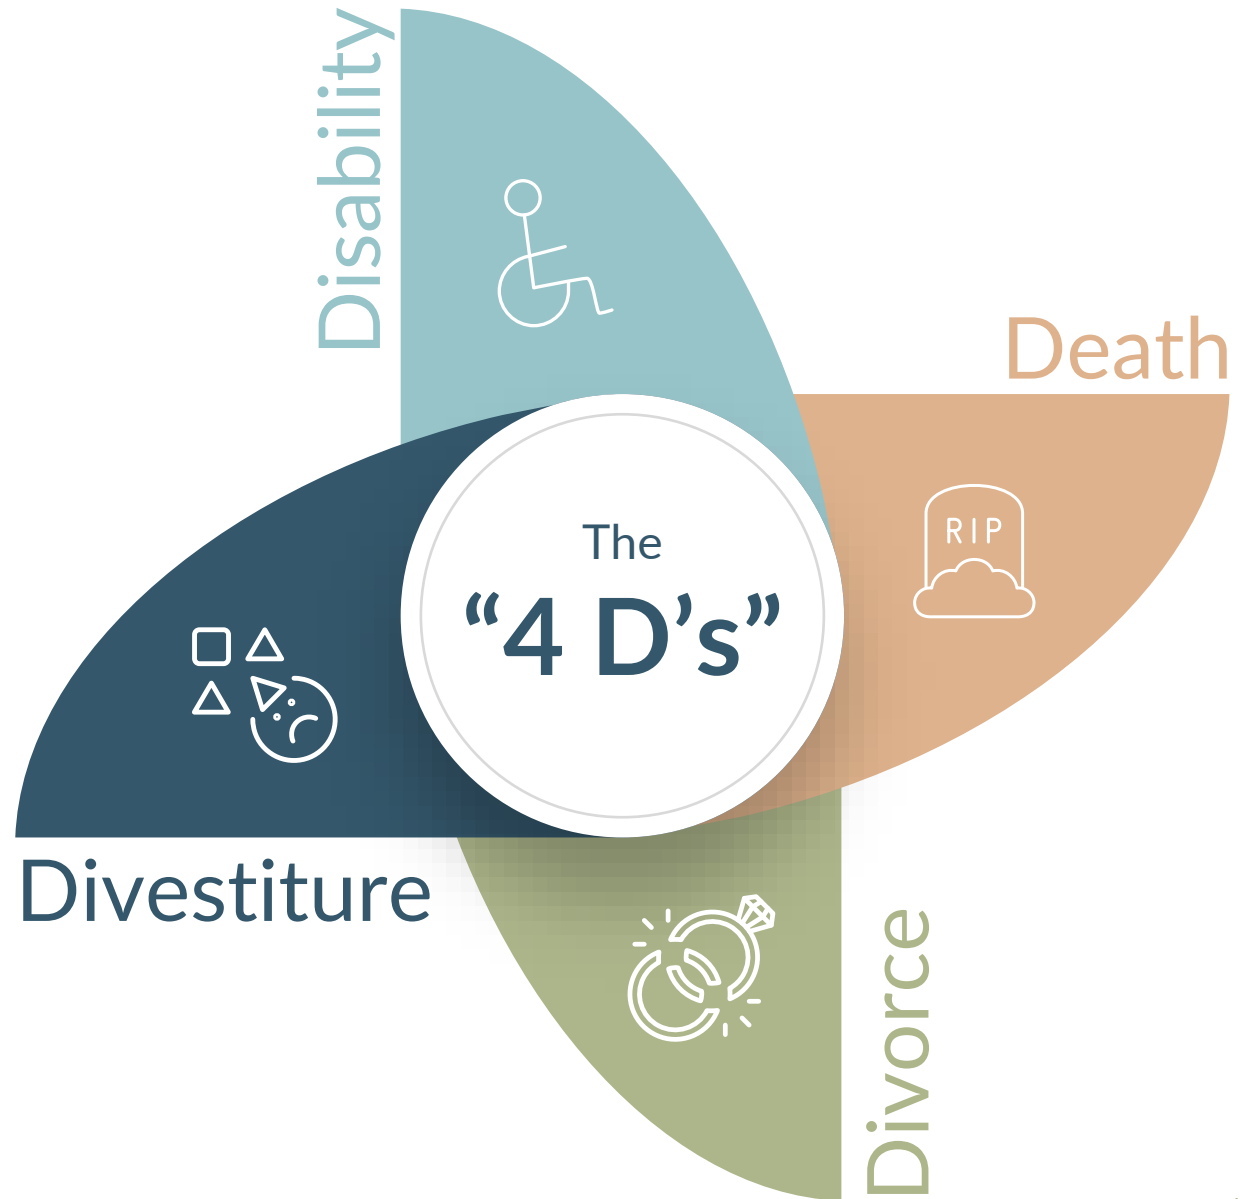 Disability
Death
RIP
The
“4 D’s”
Divestiture
Divorce